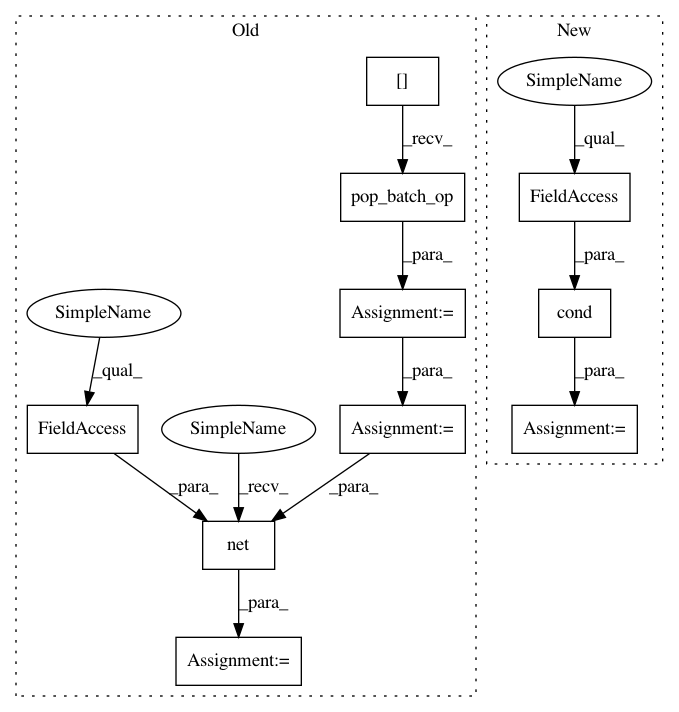 Old
New
[]
SimpleName
_recv_
_qual_
pop_batch_op
FieldAccess
_para_
_para_
SimpleName
Assignment:=
cond
_qual_
_para_
_para_
FieldAccess
SimpleName
Assignment:=
Assignment:=
_para_
_recv_
_para_
net
_para_
Assignment:=